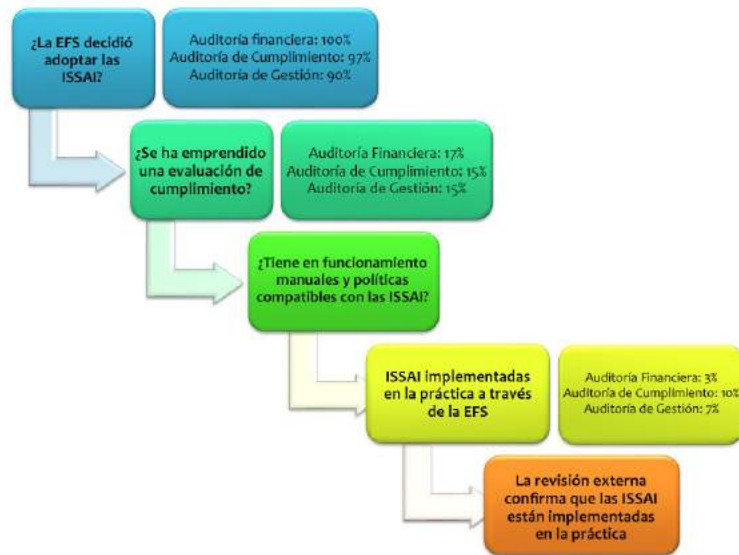 ¿La EFS decidió
adoptar las
ISSAI?
Auditoría financiera: 100%
Auditoría de Cumplimiento: 97%
Auditoría de Gestión: 90%
¿Se ha emprendido
una evaluación de
cumplimiento?
Auditoría Financiera: 17%
Auditoría de Cumplimiento: 15%
Auditoría de Gestión: 15%
¿Tiene en funcionamiento
manuales y políticas
compatibles con las ISSAI?
ISSAI implementadas
en la práctica a través
de la EFS
Auditoría Financiera: 3%
Auditoría de Cumplimiento: 10%
Auditoría de Gestión: 7%
La revisión externa
confirma que las ISSAI
están implementadas
en la práctica